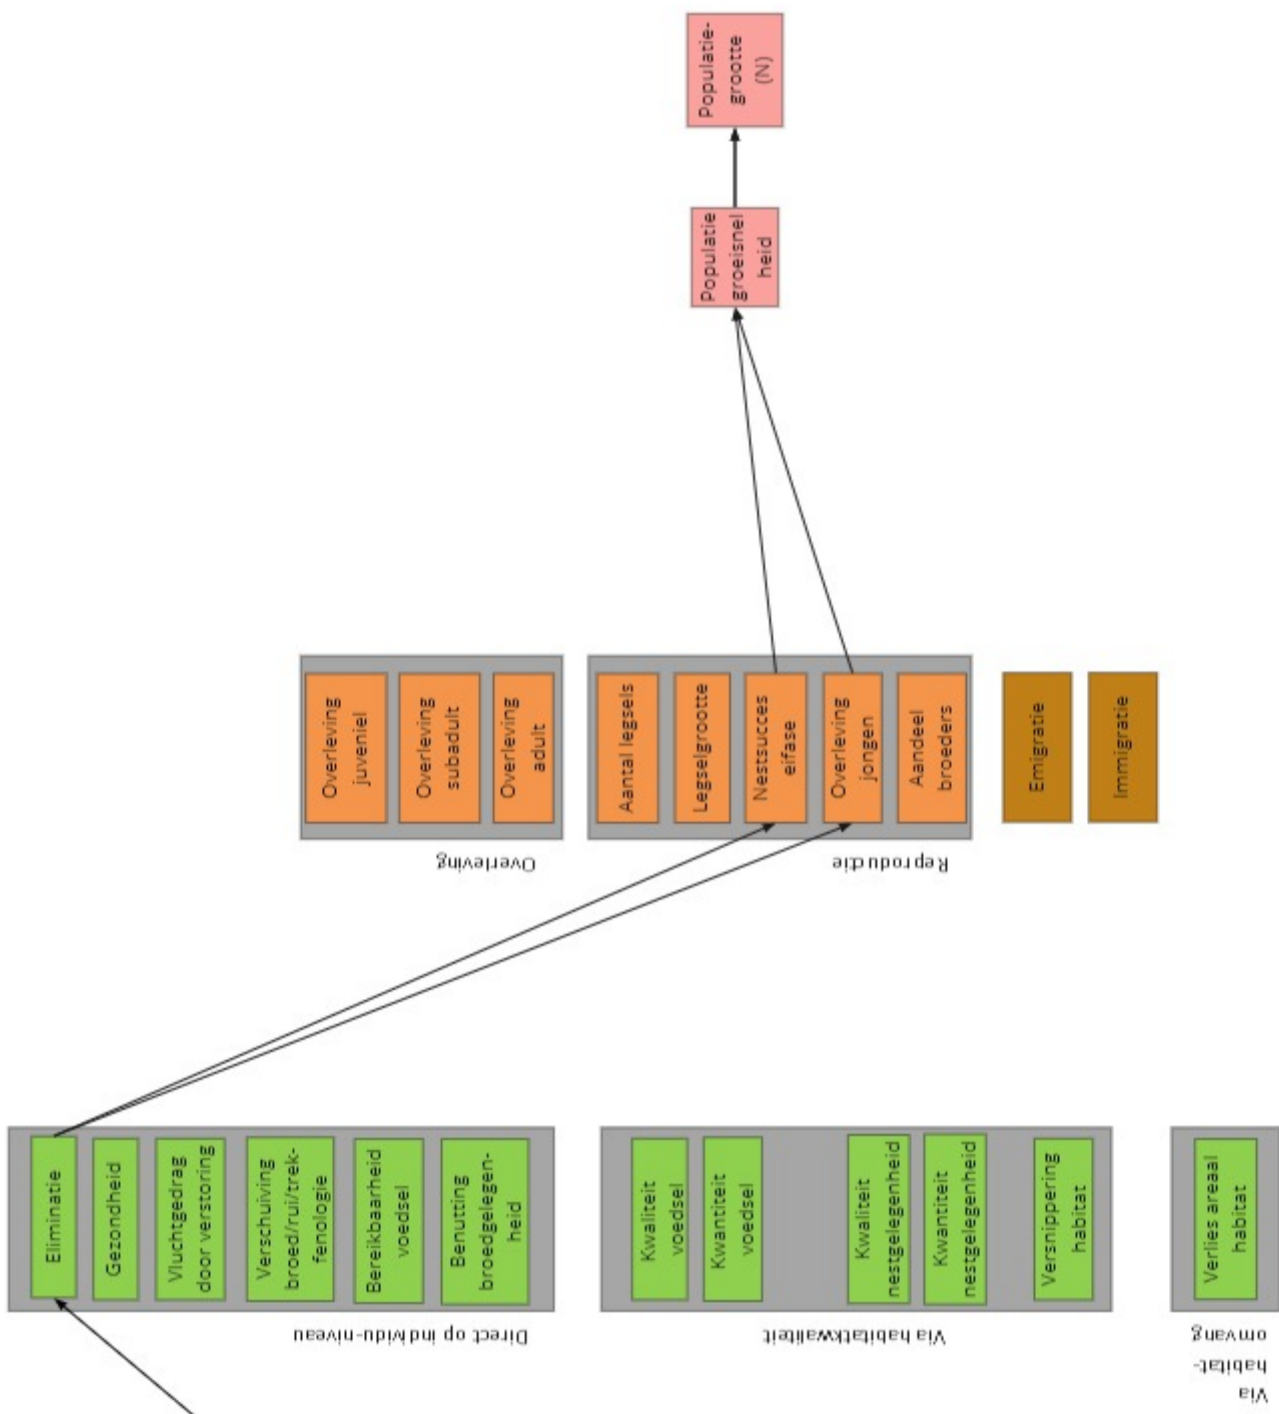 Direct op individu-niveau
Eliminatie
Gezondheid
Vluchtgedrag
door verstoring
Verschuiving
broed/rui/trek-
fenologie
Bereikbaarheid
voedsel
Benutting
broedgelegen-
heid
Via habitatkwaliteit
Kwaliteit
voedsel
Kwantiteit
voedsel
Kwaliteit
nestgelegenheid
Kwantiteit
nestgelegenheid
Versnippering
habitat
Via
habitat-
omvang
Verlies areaal
habitat
Overleving
Overleving
juveniel
Overleving
subadult
Overleving
adult
Reproductie
Aantal legsels
Legselgrootte
Nestsucces
eifase
Overleving
jongen
Aandeel
broeders
Emigratie
Immigratie
Populatie
groeisnel
heid
Populatie-
grootte
(N)